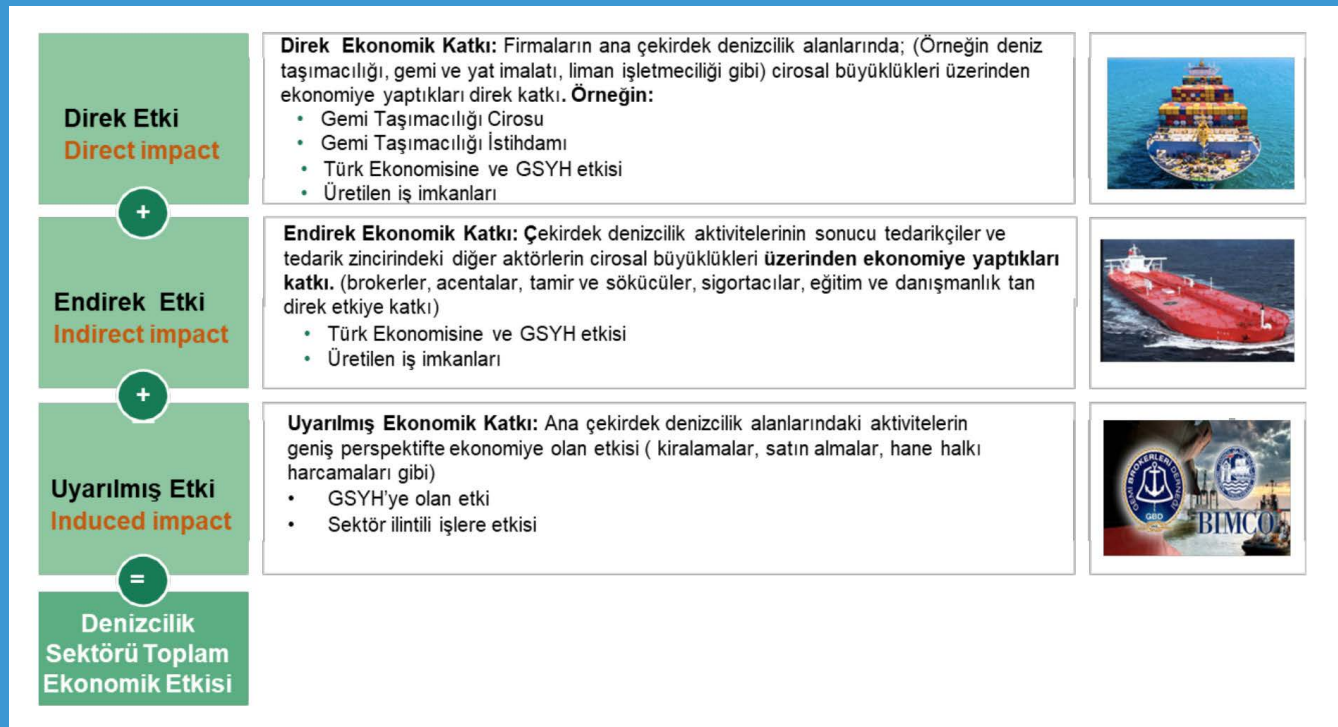 Direk Etki
Direct impact
Direk Ekonomik Katkı: Firmaların ana çekirdek denizcilik alanlarında; (Örneğin deniz
taşımacılığı, gemi ve yat imalatı, liman işletmeciliği gibi) cirosal büyüklükleri üzerinden
ekonomiye yaptıkları direk katkı. Örneğin:
• Gemi Taşımacılığı Cirosu
• Gemi Taşımacılığı İstihdamı
• Türk Ekonomisine ve GSYH etkisi
• Üretilen iş imkanları
+
Endirek Etki
Indirect impact
Endirek Ekonomik Katkı: Çekirdek denizcilik aktivitelerinin sonucu tedarikçiler ve
tedarik zincirindeki diğer aktörlerin cirosal büyüklükleri üzerinden ekonomiye yaptıkları
katkı. (brokerler, acentalar, tamir ve sökücüler, sigortacılar, eğitim ve danışmanlık tan
direk etkiye katkı)
• Türk Ekonomisine ve GSYH etkisi
• Üretilen iş imkanları
+
Uyarılmış Etki
Induced impact
Uyarılmış Ekonomik Katkı: Ana çekirdek denizcilik alanlarındaki aktivitelerin
geniş perspektifte ekonomiye olan etkisi ( kiralamalar, satın almalar, hane halkı
harcamaları gibi)
• GSYH'ye olan etki
• Sektör ilintili işlere etkisi
GEMİ BROKERLERİ DERNEĞİ
GBD
BIMCO
=
Denizcilik
Sektörü Toplam
Ekonomik Etkisi